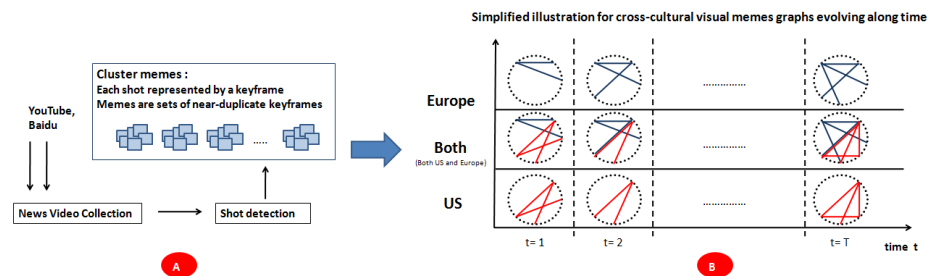 Simplified illustration for cross-cultural visual memes graphs evolving along time
Cluster memes :
Each shot represented by a keyframe
Memes are sets of near-duplicate keyframes
.....
YouTube,
Baidu
News Video Collection
Shot detection
A
Europe
...............
Both
(Both US and Europe)
...............
US
...............
t= 1
t= 2
t= T
time t
B